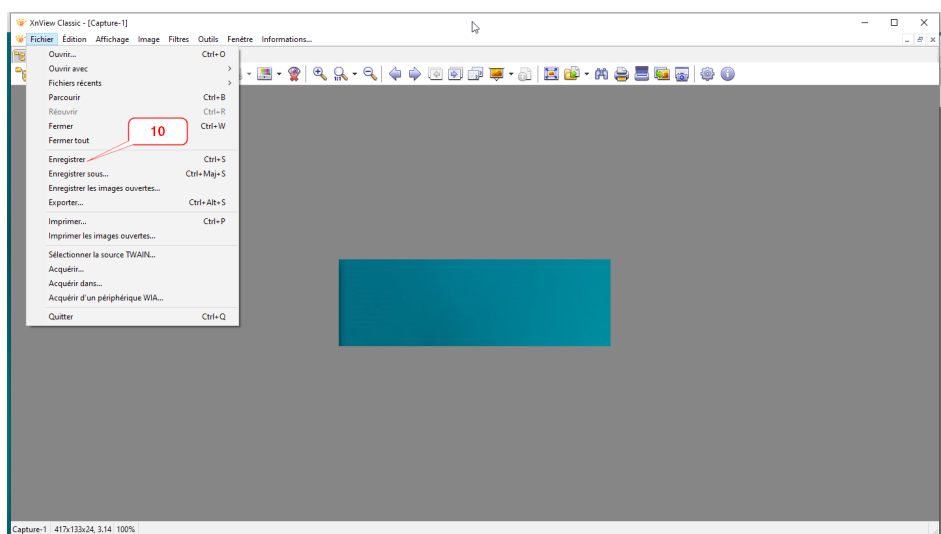 XnView Classic - [Capture-1]
Fichier Édition Affichage Image Filtres Outils Fenêtre Informations...
Ouvrir... Ctrl+O
Ouvrir avec >
Fichiers récents >
Parcourir Ctrl+B
Réouvrir Ctrl+R
Fermer Ctrl+W
Fermer tout
10
Enregistrer Ctrl+S
Enregistrer sous... Ctrl+Maj+S
Enregistrer les images ouvertes...
Exporter... Ctrl+Alt+S
Imprimer... Ctrl+P
Imprimer les images ouvertes...
Sélectionner la source TWAIN...
Acquérir...
Acquérir dans...
Acquérir d'un périphérique WIA...
Quitter Ctrl+Q
Capture-1 417x133x24, 3.14 100%